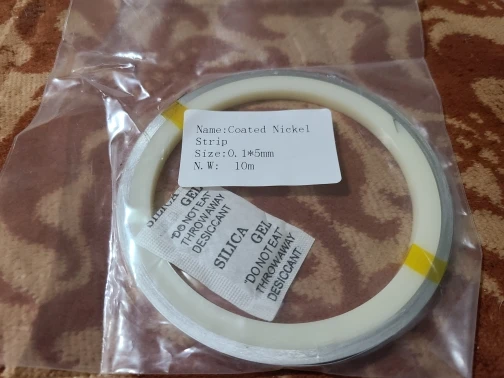 Name:Coated Nickel
Strip
Size:0.1*5mm
N.W: 10m
SILICA GEL
"DO NOT EAT"
THROWAWAY
DESICCANT
SILICA GEL
"DO NOT EAT"
THROWAWAY
DESICCANT